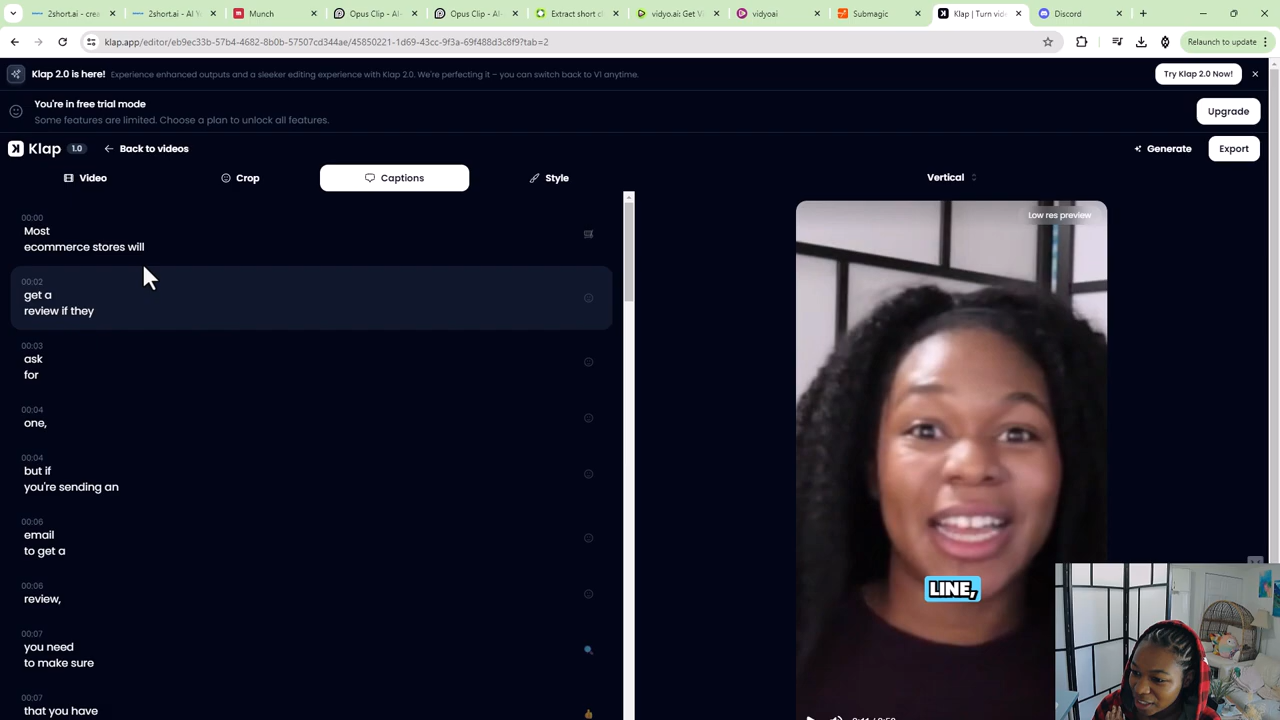 2short.ai - crea
2short.ai - AI Y
Munch
Opus Clip - AI-
Opus Clip - AI-
Extract short c
vidyo.ai: Get V
vidyoai
Submagic
Klap | Turn vid
Discord
klap.app/editor/eb9ec33b-57b4-4682-8b0b-57507cd344ae/45850221-1d69-43cc-9f3a-69f488d3c8f9?tab=2
Relaunch to update
Klap 2.0 is here! Experience enhanced outputs and a sleeker editing experience with Klap 2.0. We're perfecting it – you can switch back to V1 anytime.
Try Klap 2.0 Now!
You're in free trial mode
Some features are limited. Choose a plan to unlock all features.
Upgrade
Klap 1.0
Back to videos
Generate
Export
Video
Crop
Captions
Style
Vertical
00:00
Most
ecommerce stores will
00:02
get a
review if they
00:03
ask
for
00:04
one,
00:04
but if
you're sending an
00:06
email
to get a
00:06
review,
00:07
you need
to make sure
00:07
that you have
Low res preview
LINE,